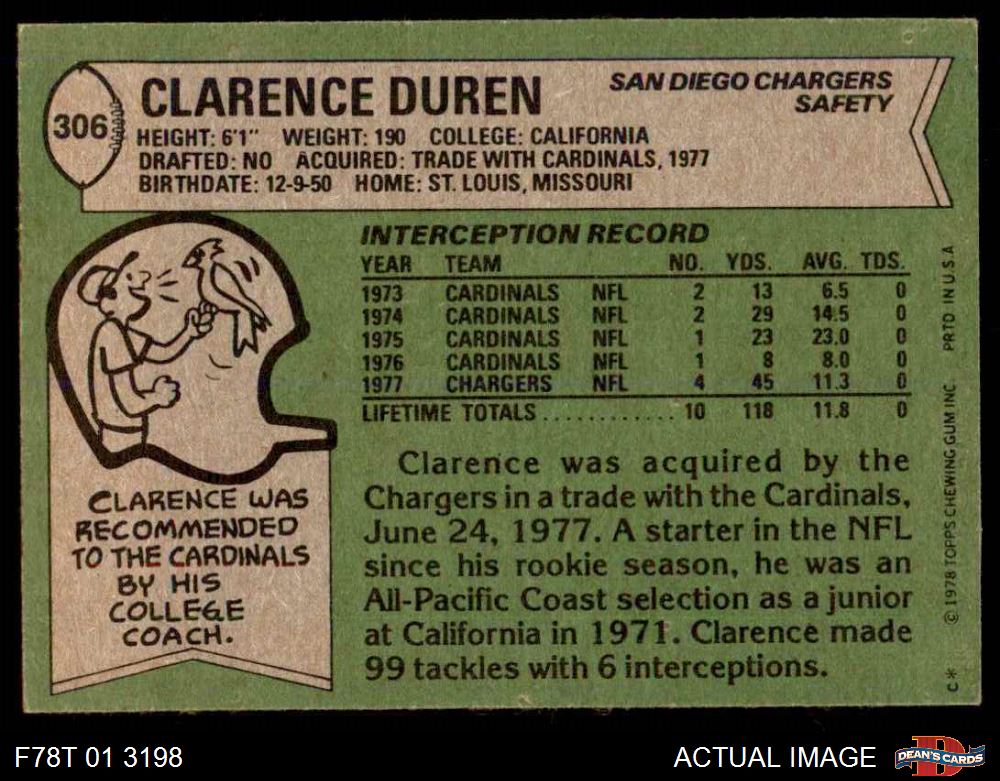 306
CLARENCE DUREN
SAN DIEGO CHARGERS
SAFETY
HEIGHT: 6'1" WEIGHT: 190 COLLEGE: CALIFORNIA
DRAFTED: NO ACQUIRED: TRADE WITH CARDINALS, 1977
BIRTHDATE: 12-9-50 HOME: ST. LOUIS, MISSOURI
INTERCEPTION RECORD
YEAR TEAM NO. YDS. AVG. TDS.
1973 CARDINALS NFL 2 13 6.5 0
1974 CARDINALS NFL 2 29 14.5 0
1975 CARDINALS NFL 1 23 23.0 0
1976 CARDINALS NFL 1 8 8.0 0
1977 CHARGERS NFL 4 45 11.3 0
LIFETIME TOTALS ............ 10 118 11.8 0
CLARENCE WAS
RECOMMENDED
TO THE CARDINALS
BY HIS
COLLEGE
COACH.
Clarence was acquired by the
Chargers in a trade with the Cardinals,
June 24, 1977. A starter in the NFL
since his rookie season, he was an
All-Pacific Coast selection as a junior
at California in 1971. Clarence made
99 tackles with 6 interceptions.
C* © 1978 TOPPS CHEWING GUM INC. PRTD IN U.S.A
F78T 01 3198
ACTUAL IMAGE
D
DEAN'S CARDS